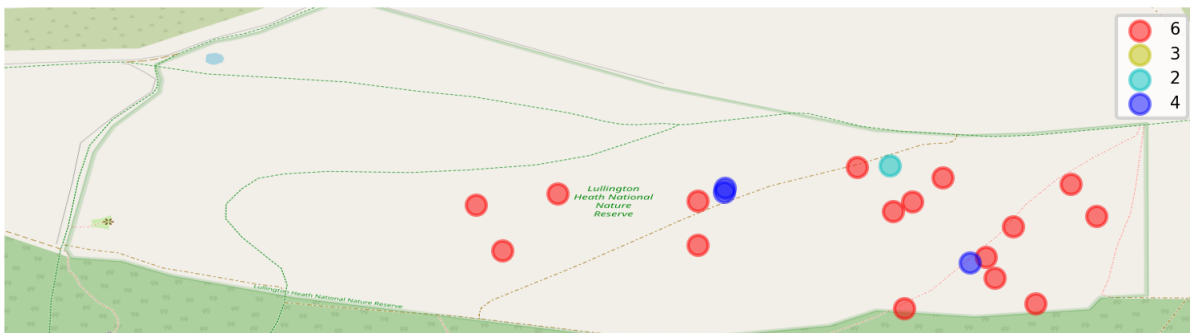 6
3
2
4
Lullington
Heath National
Nature
Reserve
Lullington Heath National Nature Reserve